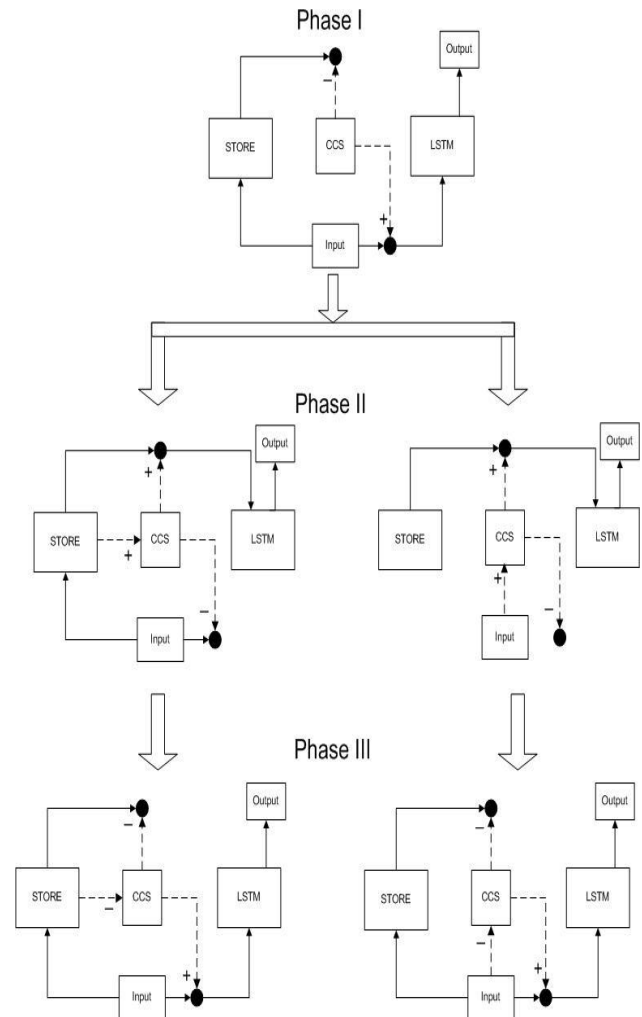 Phase I
Output
−
STORE
CCS
LSTM
+
Input
Phase II
Output
Output
+
+
STORE
CCS
LSTM
STORE
CCS
LSTM
+
+
−
−
Input
Input
Phase III
Output
Output
−
−
STORE
CCS
LSTM
STORE
CCS
LSTM
−
−
+
+
Input
Input